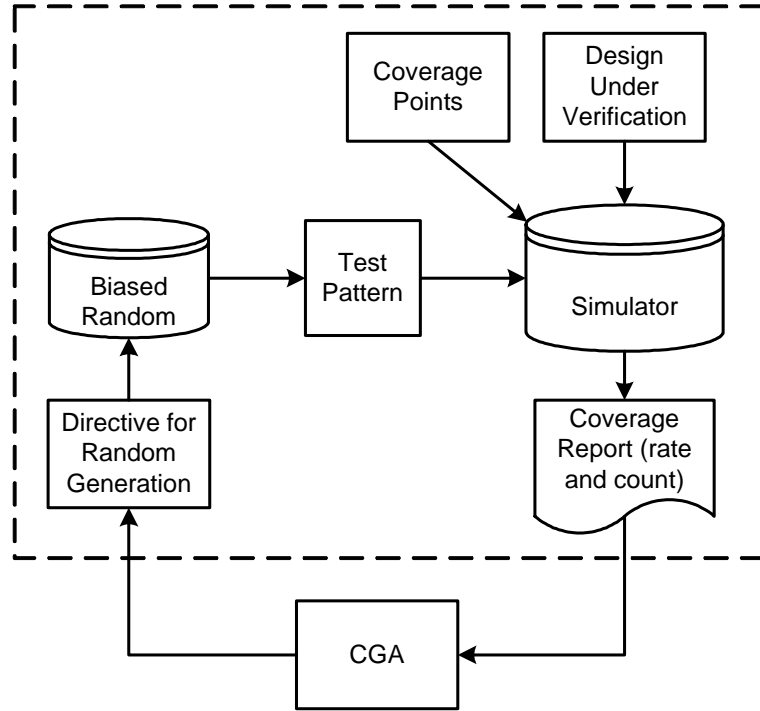 Coverage
Points
Design
Under
Verification
Biased
Random
Test
Pattern
Simulator
Directive for
Random
Generation
Coverage
Report (rate
and count)
CGA